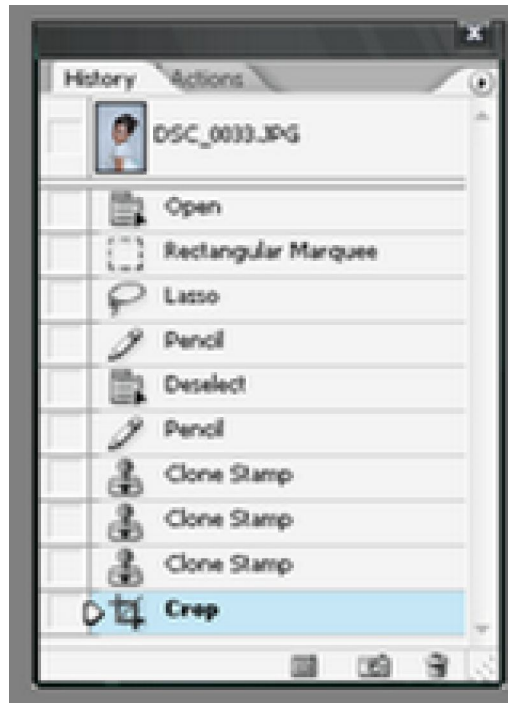 History Actions
DSC_0033.JPG
Open
Rectangular Marquee
Lasso
Pencil
Deselect
Pencil
Clone Stamp
Clone Stamp
Clone Stamp
Crop